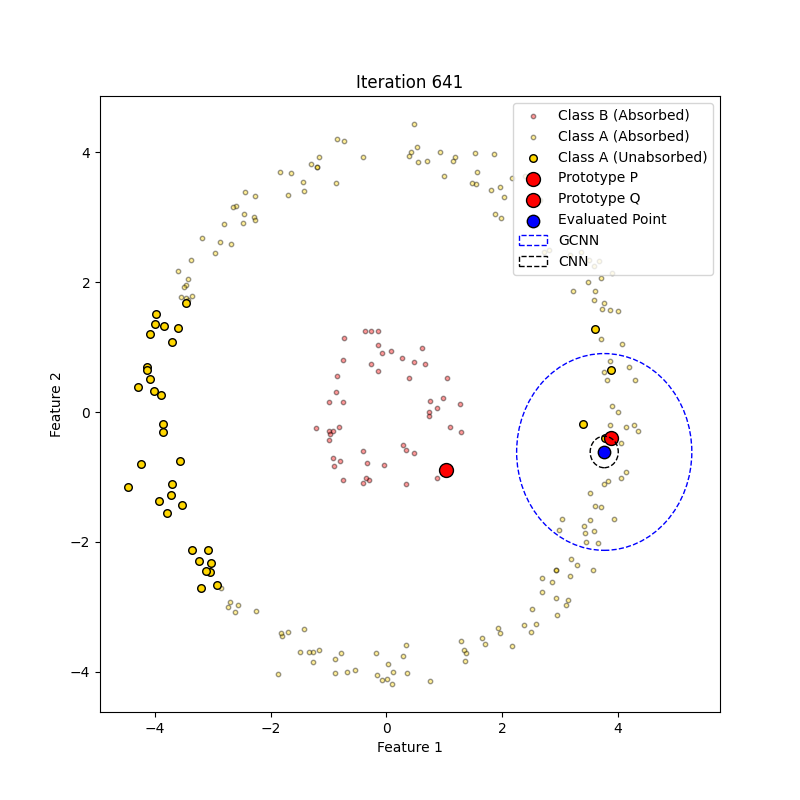 Iteration 641
Class B (Absorbed)
Class A (Absorbed)
Class A (Unabsorbed)
Prototype P
Prototype Q
Evaluated Point
GCNN
CNN
4
2
0
−2
−4
Feature 2
−4
−2
0
2
4
Feature 1